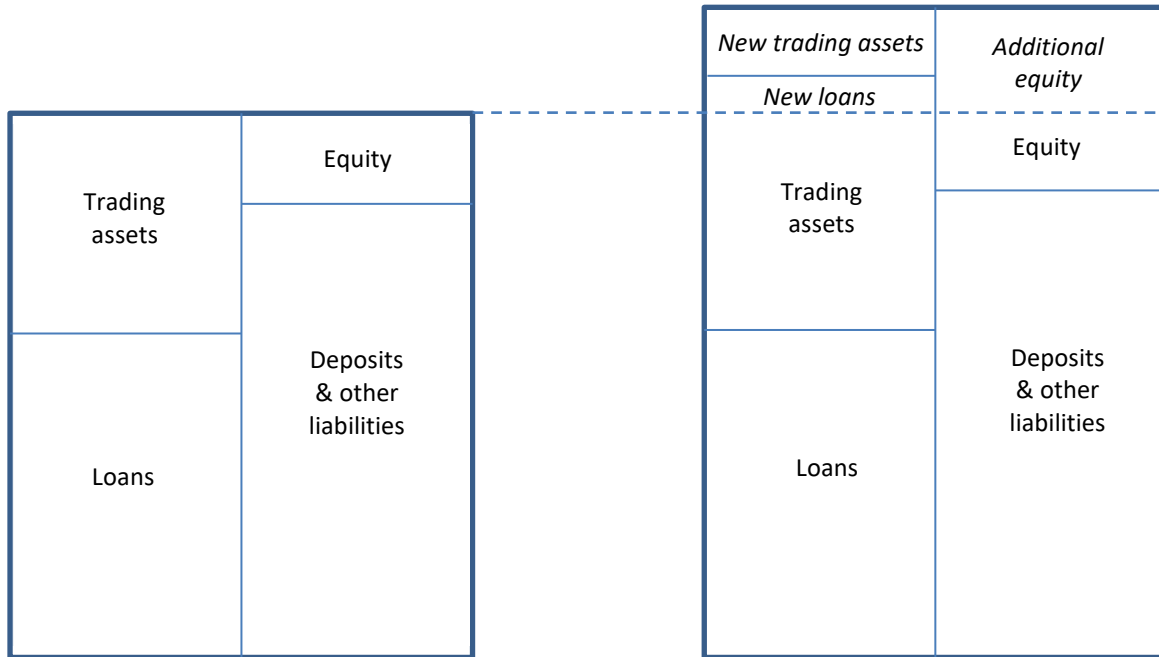 Trading
assets
Equity
Loans
Deposits
& other
liabilities
New trading assets
New loans
Additional
equity
Trading
assets
Equity
Loans
Deposits
& other
liabilities